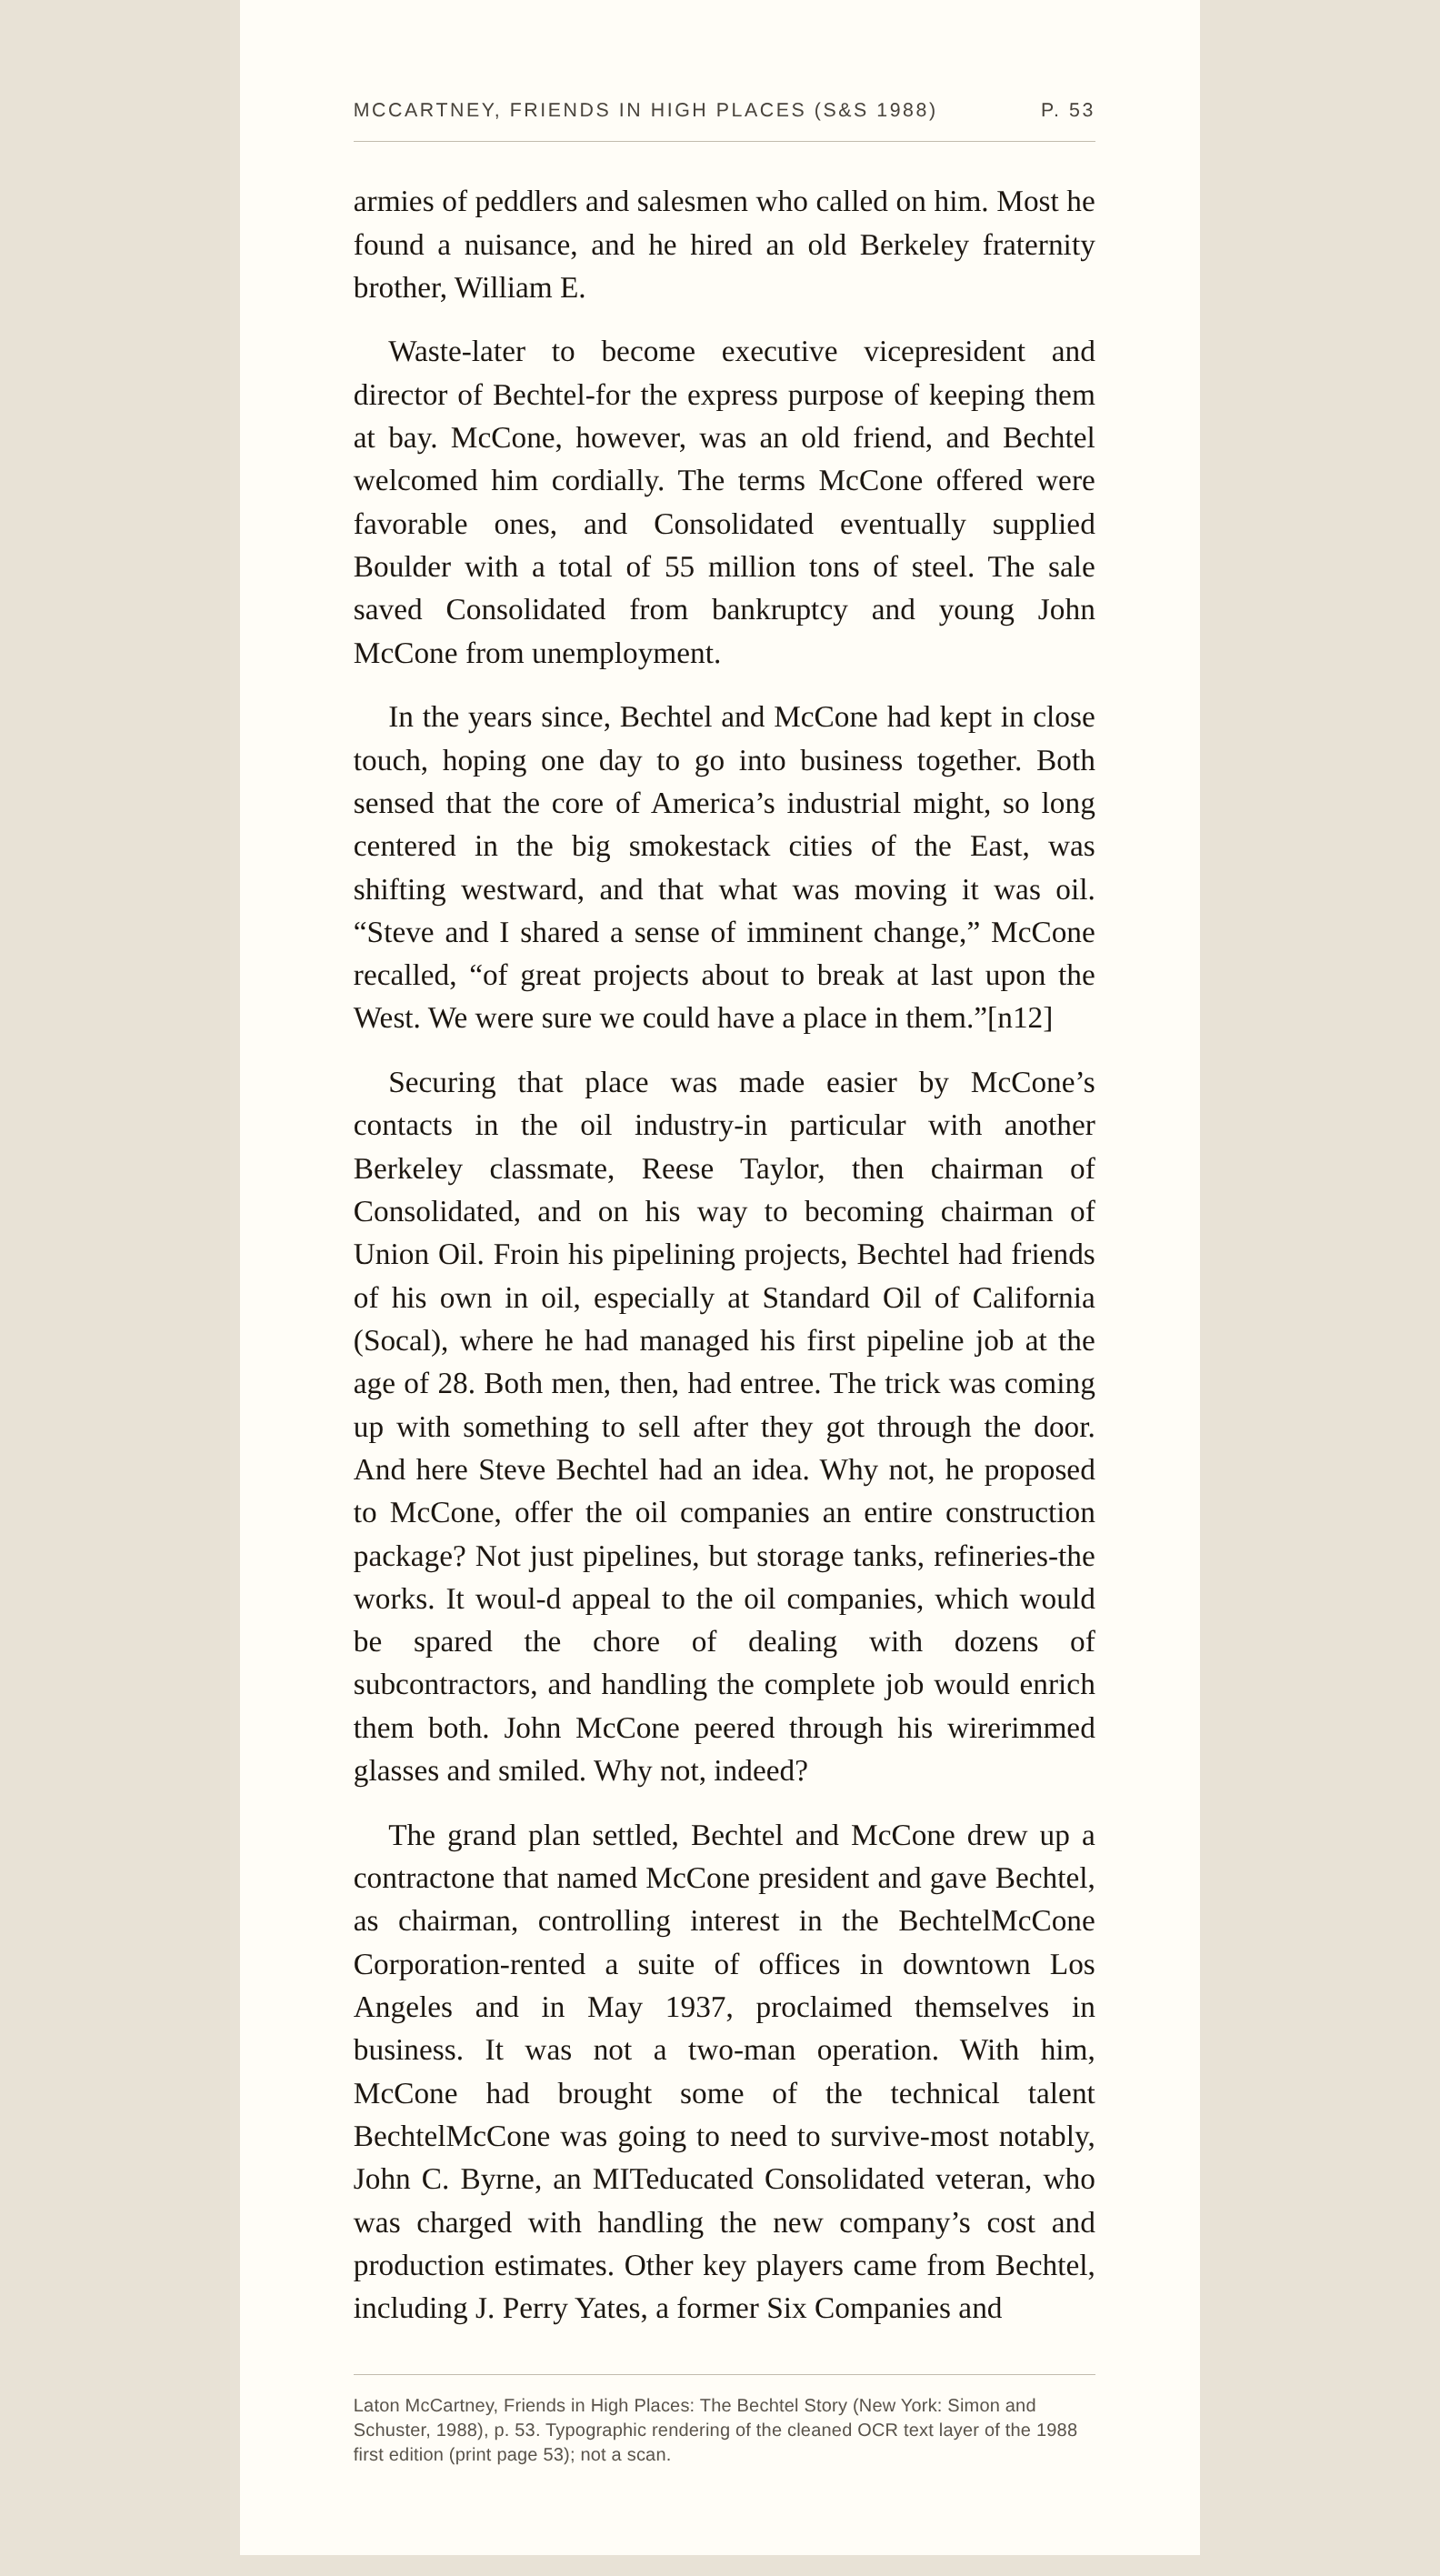 MCCARTNEY, FRIENDS IN HIGH PLACES (S&S 1988) P. 53
armies of peddlers and salesmen who called on him. Most he
found a nuisance, and he hired an old Berkeley fraternity
brother, William E.
Waste-later to become executive vicepresident and
director of Bechtel-for the express purpose of keeping them
at bay. McCone, however, was an old friend, and Bechtel
welcomed him cordially. The terms McCone offered were
favorable ones, and Consolidated eventually supplied
Boulder with a total of 55 million tons of steel. The sale
saved Consolidated from bankruptcy and young John
McCone from unemployment.
In the years since, Bechtel and McCone had kept in close
touch, hoping one day to go into business together. Both
sensed that the core of America’s industrial might, so long
centered in the big smokestack cities of the East, was
shifting westward, and that what was moving it was oil.
“Steve and I shared a sense of imminent change,” McCone
recalled, “of great projects about to break at last upon the
West. We were sure we could have a place in them.”[n12]
Securing that place was made easier by McCone’s
contacts in the oil industry-in particular with another
Berkeley classmate, Reese Taylor, then chairman of
Consolidated, and on his way to becoming chairman of
Union Oil. Froin his pipelining projects, Bechtel had friends
of his own in oil, especially at Standard Oil of California
(Socal), where he had managed his first pipeline job at the
age of 28. Both men, then, had entree. The trick was coming
up with something to sell after they got through the door.
And here Steve Bechtel had an idea. Why not, he proposed
to McCone, offer the oil companies an entire construction
package? Not just pipelines, but storage tanks, refineries-the
works. It woul-d appeal to the oil companies, which would
be spared the chore of dealing with dozens of
subcontractors, and handling the complete job would enrich
them both. John McCone peered through his wirerimmed
glasses and smiled. Why not, indeed?
The grand plan settled, Bechtel and McCone drew up a
contractone that named McCone president and gave Bechtel,
as chairman, controlling interest in the BechtelMcCone
Corporation-rented a suite of offices in downtown Los
Angeles and in May 1937, proclaimed themselves in
business. It was not a two-man operation. With him,
McCone had brought some of the technical talent
BechtelMcCone was going to need to survive-most notably,
John C. Byrne, an MITeducated Consolidated veteran, who
was charged with handling the new company’s cost and
production estimates. Other key players came from Bechtel,
including J. Perry Yates, a former Six Companies and
Laton McCartney, Friends in High Places: The Bechtel Story (New York: Simon and
Schuster, 1988), p. 53. Typographic rendering of the cleaned OCR text layer of the 1988
first edition (print page 53); not a scan.